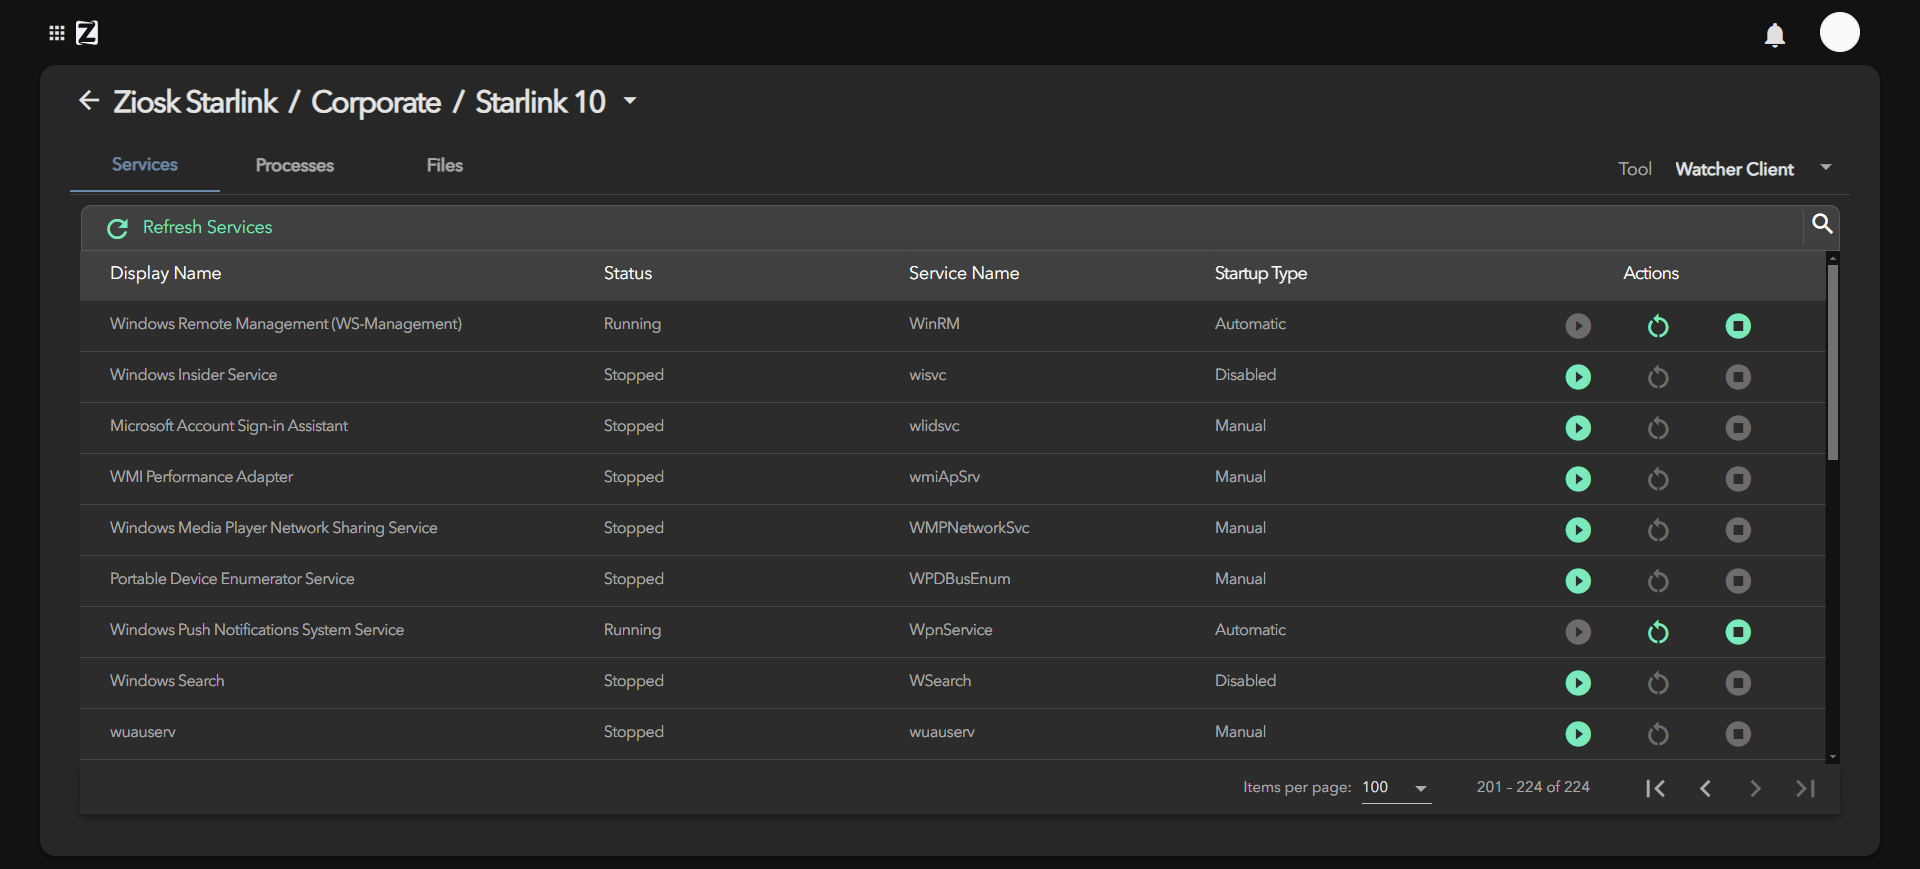 Z
Ziosk Starlink / Corporate / Starlink 10
Services Processes Files Tool Watcher Client
Refresh Services
Display Name Status Service Name Startup Type Actions
Windows Remote Management (WS-Management) Running WinRM Automatic
Windows Insider Service Stopped wisvc Disabled
Microsoft Account Sign-in Assistant Stopped wlidsvc Manual
WMI Performance Adapter Stopped wmiApSrv Manual
Windows Media Player Network Sharing Service Stopped WMPNetworkSvc Manual
Portable Device Enumerator Service Stopped WPDBusEnum Manual
Windows Push Notifications System Service Running WpnService Automatic
Windows Search Stopped WSearch Disabled
wuauserv Stopped wuauserv Manual
Items per page: 100 201 - 224 of 224